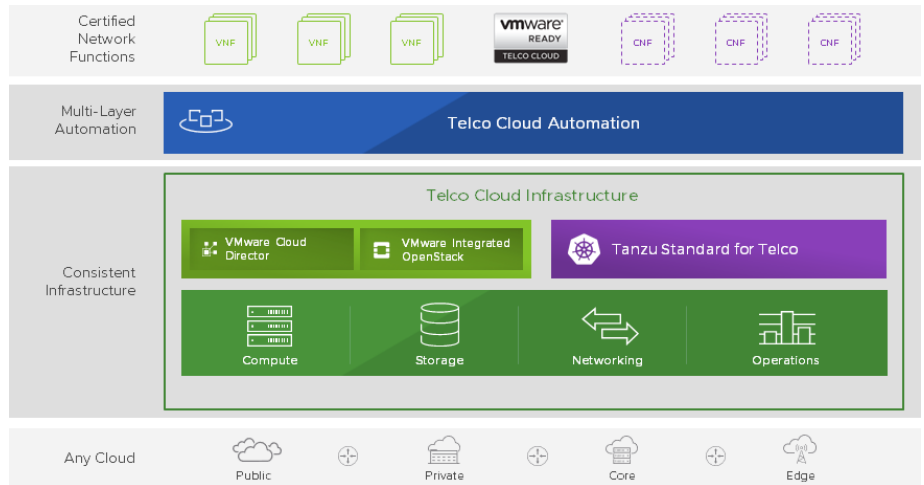 Certified
Network
Functions
VNF
VNF
VNF
vmware®
READY
TELCO CLOUD
CNF
CNF
CNF
Multi-Layer
Automation
Telco Cloud Automation
Consistent
Infrastructure
Telco Cloud Infrastructure
VMware Cloud
Director
VMware Integrated
OpenStack
Tanzu Standard for Telco
Compute
Storage
Networking
Operations
Any Cloud
Public
Private
Core
Edge